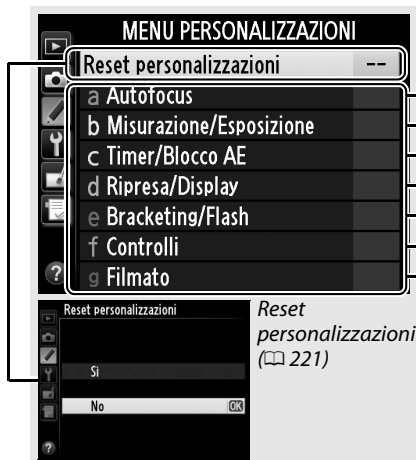 MENU PERSONALIZZAZIONI
Reset personalizzazioni --
a Autofocus
b Misurazione/Esposizione
c Timer/Blocco AE
d Ripresa/Display
e Bracketing/Flash
f Controlli
g Filmato
?
Reset personalizzazioni
Sì
No OK
?
Reset
personalizzazioni
(📖 221)